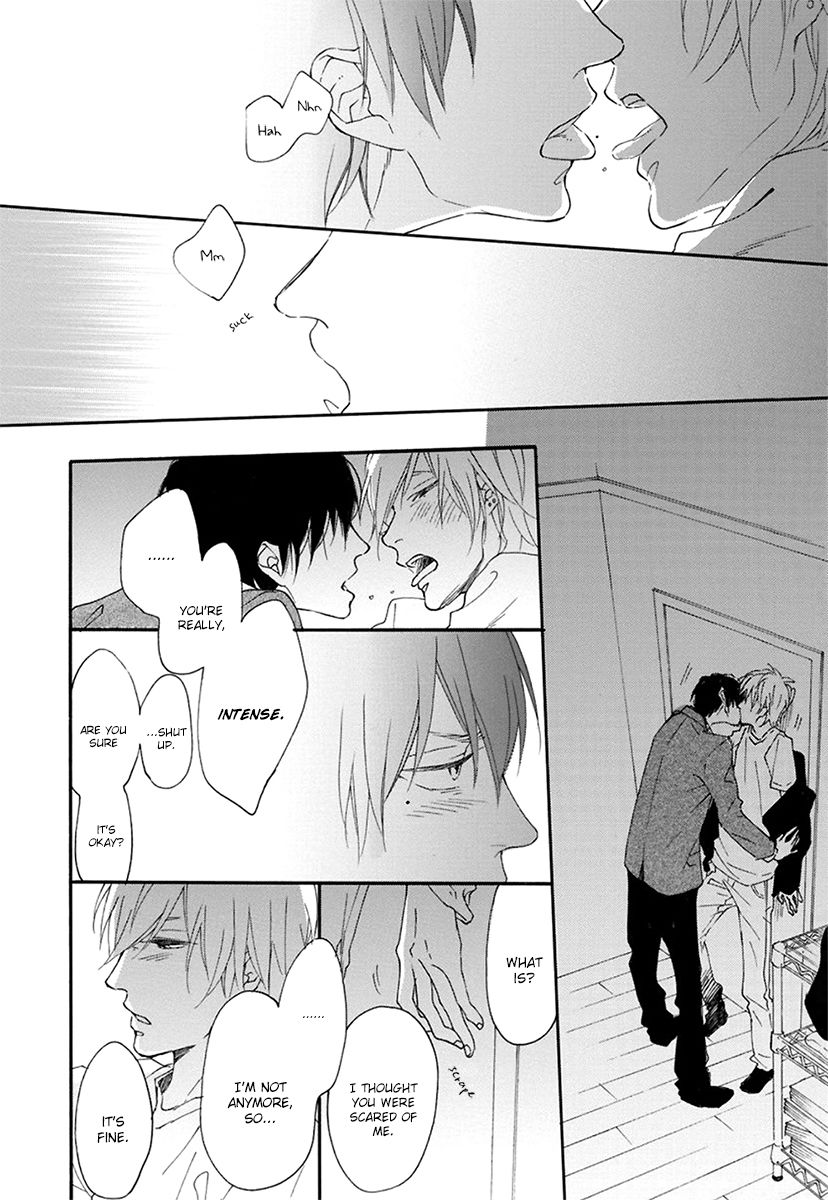 Nhn
Hah
Mm
suck
......
YOU'RE
REALLY,
INTENSE.
...SHUT
UP.
ARE YOU
SURE
IT'S
OKAY?
WHAT
IS?
scrape
I THOUGHT
YOU WERE
SCARED OF
ME.
......
I'M NOT
ANYMORE,
SO...
IT'S
FINE.